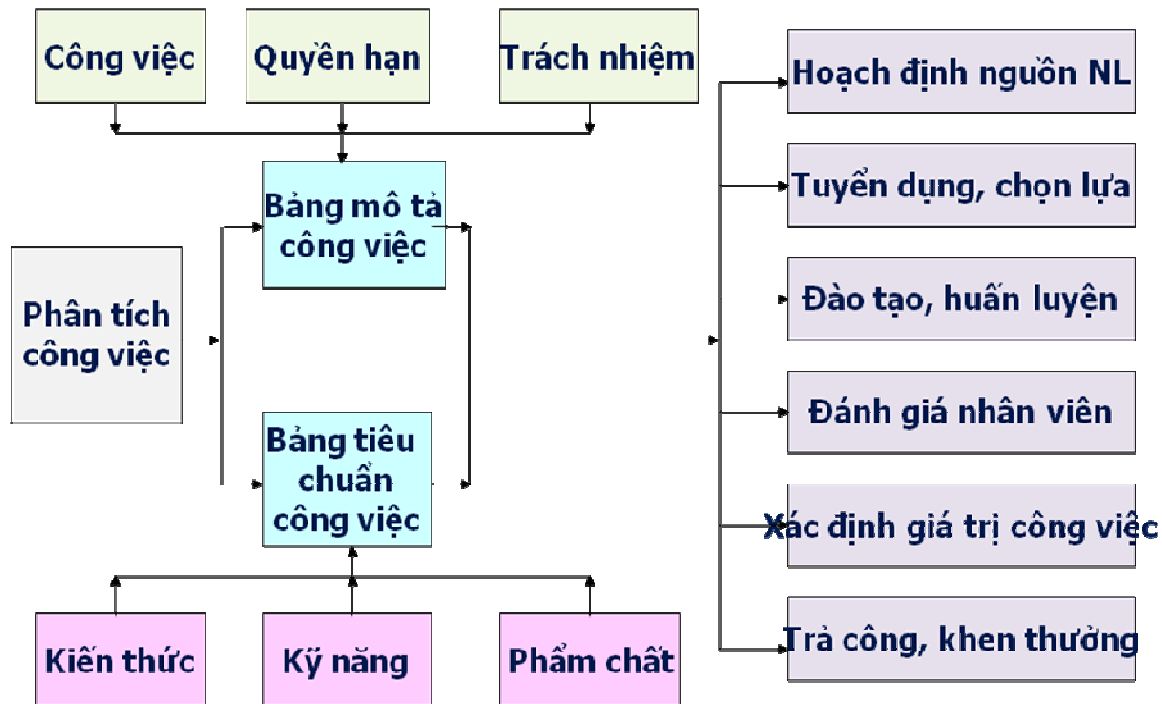 Công việc
Quyền hạn
Trách nhiệm
Bảng mô tả
công việc
Phân tích
công việc
Bảng tiêu
chuẩn
công việc
Kiến thức
Kỹ năng
Phẩm chất
Hoạch định nguồn NL
Tuyển dụng, chọn lựa
Đào tạo, huấn luyện
Đánh giá nhân viên
Xác định giá trị công việc
Trả công, khen thưởng